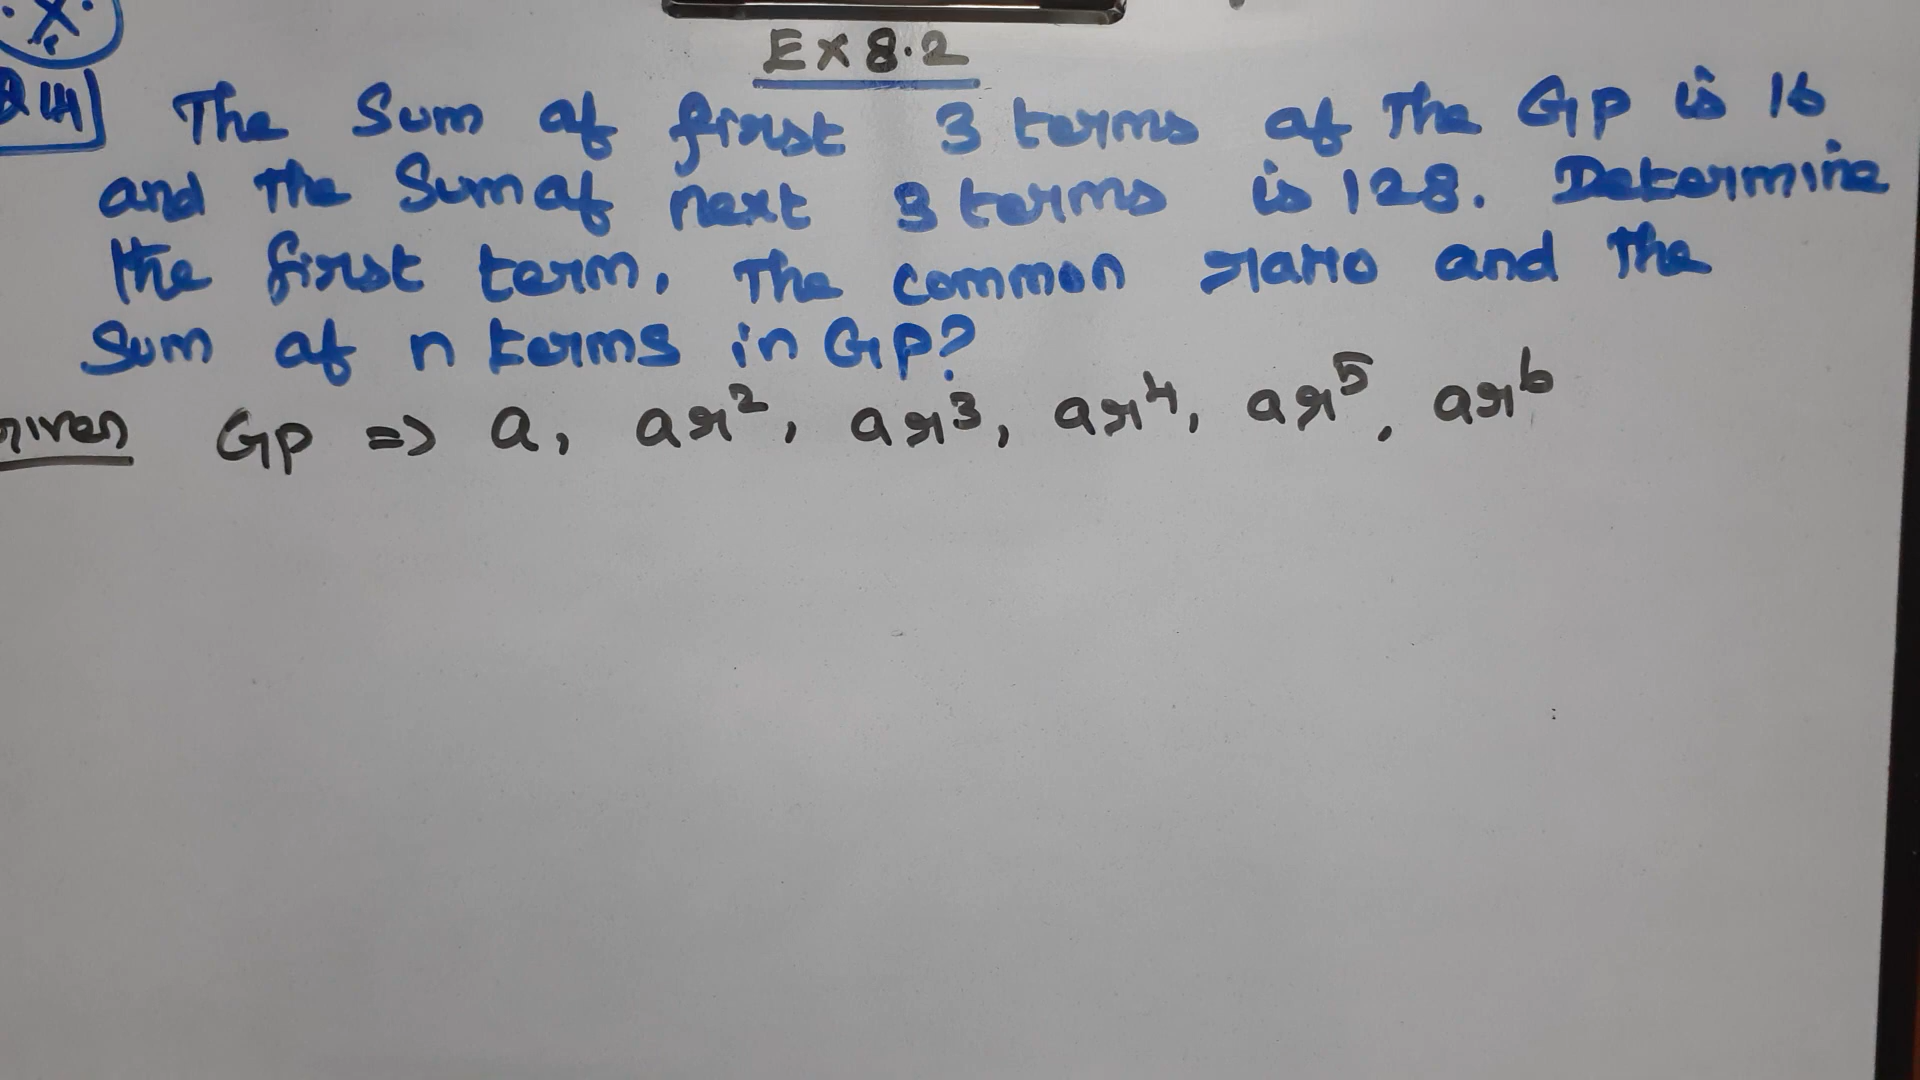 Ex 8.2
Q 14] The Sum of first 3 terms of The GP is 16
and The Sum of next 3 terms is 128. Determine
the first term. The common ratio and The
Sum of n terms in GP?
Given GP => a, ar², ar³, ar⁴, ar⁵, ar⁶